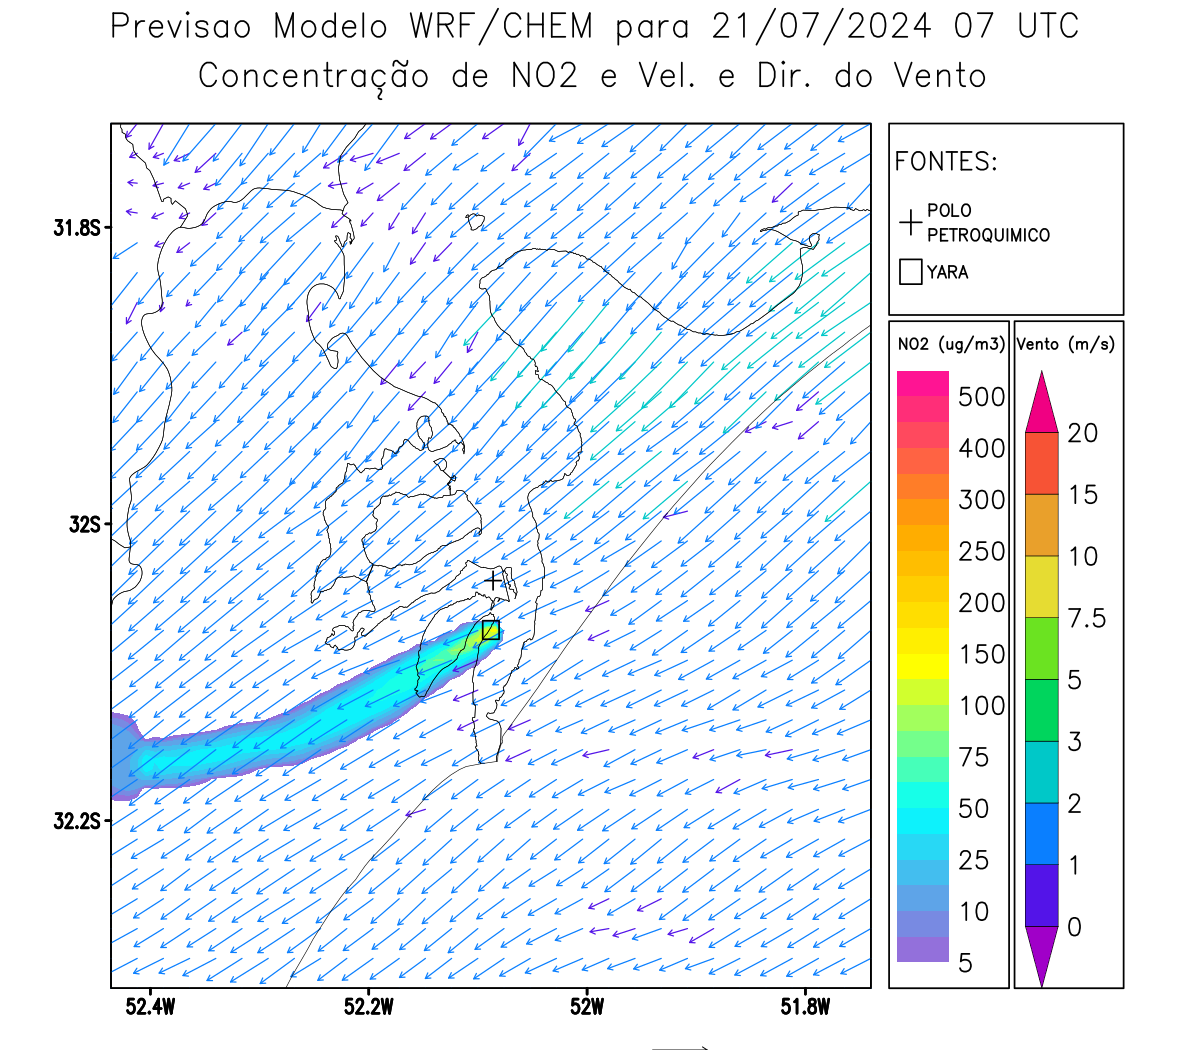 Previsao Modelo WRF/CHEM para 21/07/2024 07 UTC
Concentração de NO2 e Vel. e Dir. do Vento
FONTES:
POLO
PETROQUIMICO
YARA
31.8S
32S
32.2S
52.4W
52.2W
52W
51.8W
NO2 (ug/m3)
500
400
300
250
200
150
100
75
50
25
10
5
Vento (m/s)
20
15
10
7.5
5
3
2
1
0